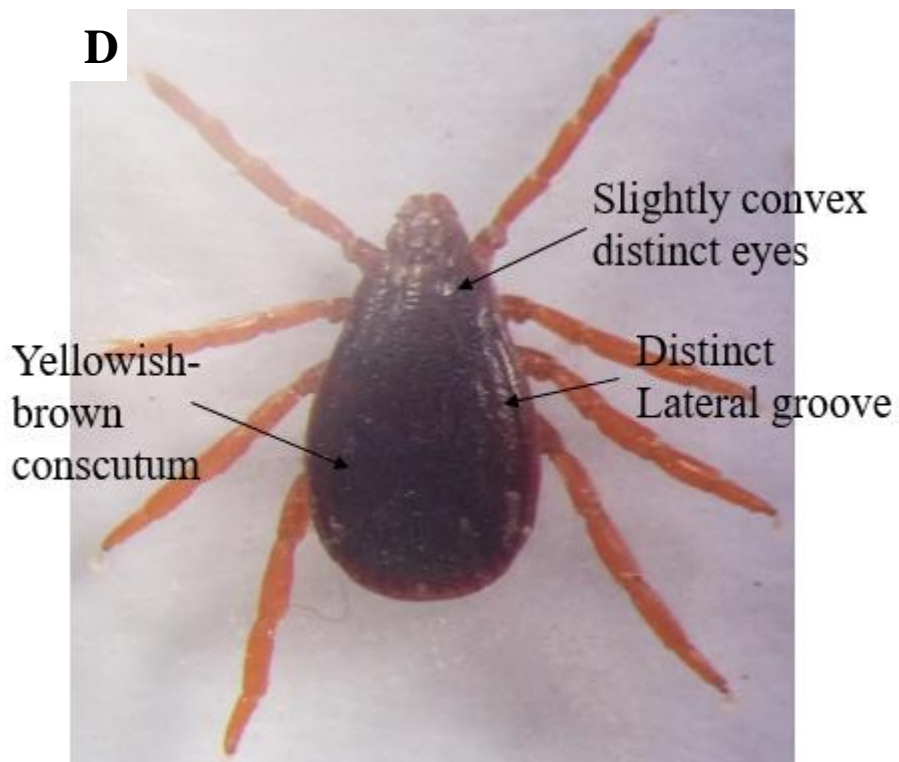 D
Slightly convex
distinct eyes
Yellowish-
brown
conscutum
Distinct
Lateral groove